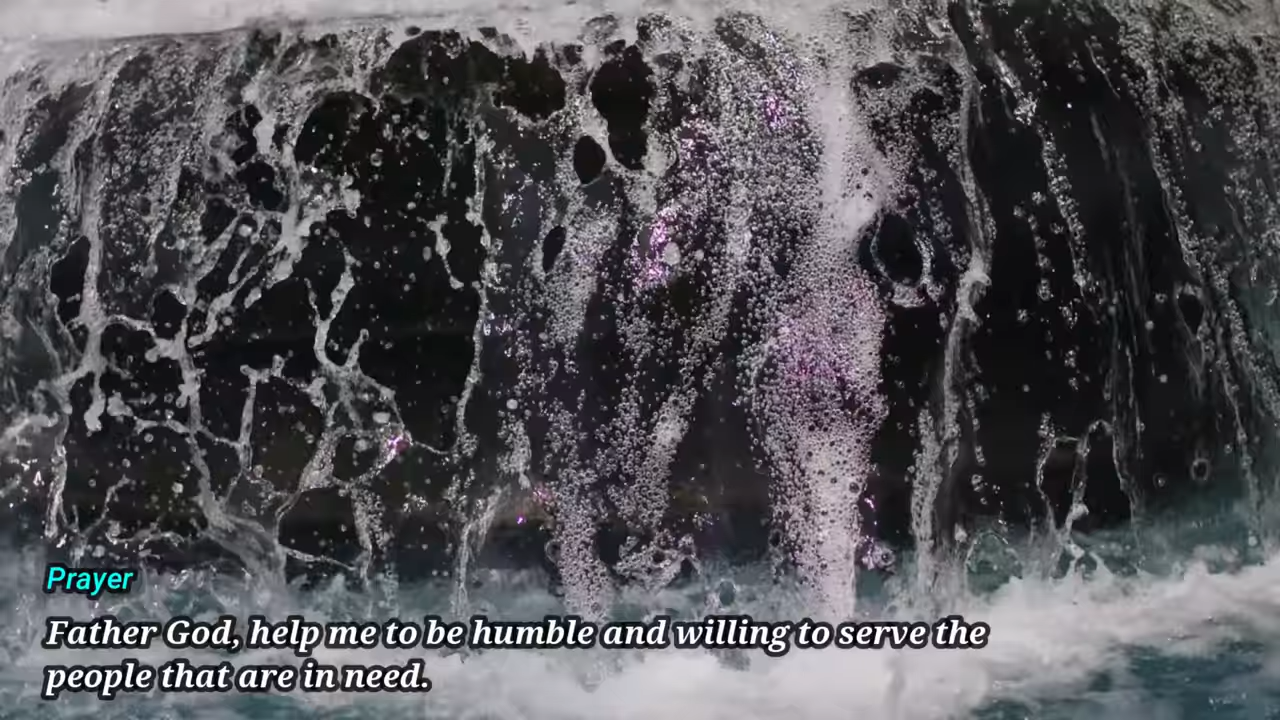 Prayer
Father God, help me to be humble and willing to serve the
people that are in need.